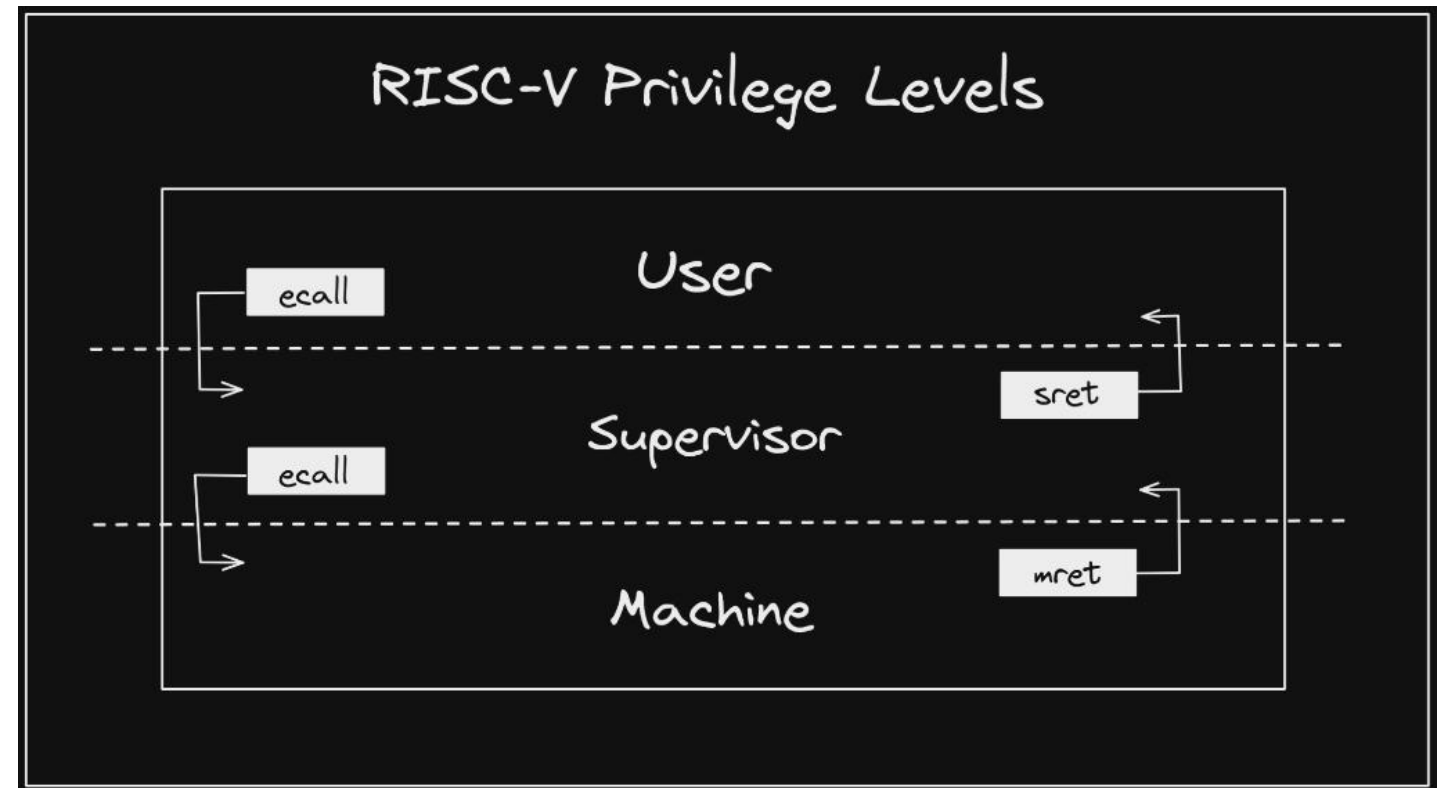 RISC-V Privilege Levels
User
ecall
sret
Supervisor
ecall
mret
Machine